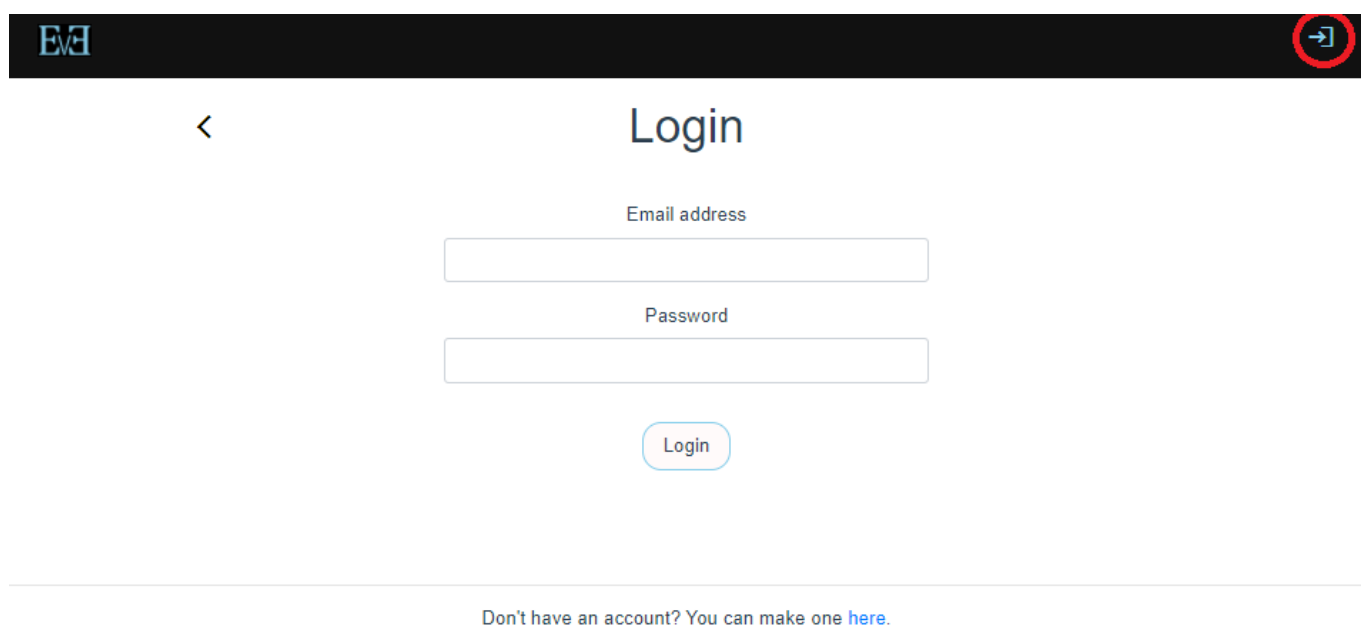 EVE
Login
Email address
Password
Login
Don't have an account? You can make one here.